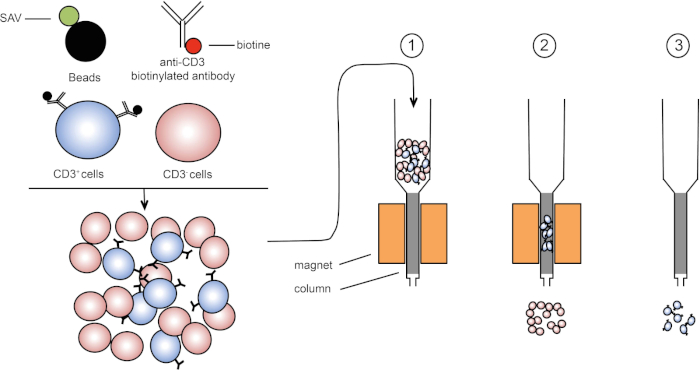 SAV
Beads
anti-CD3
biotinylated antibody
biotine
CD3⁺ cells
CD3⁻ cells
1
2
3
magnet
column